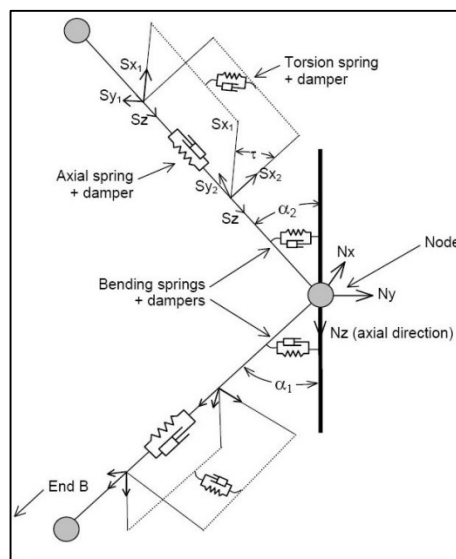 Torsion spring
+ damper
Sx1
Sy1
Sz
Sx1
τ
Axial spring
+ damper
Sy2
Sx2
Sz
α2
Node
Nx
Bending springs
+ dampers
Ny
Nz (axial direction)
α1
End B